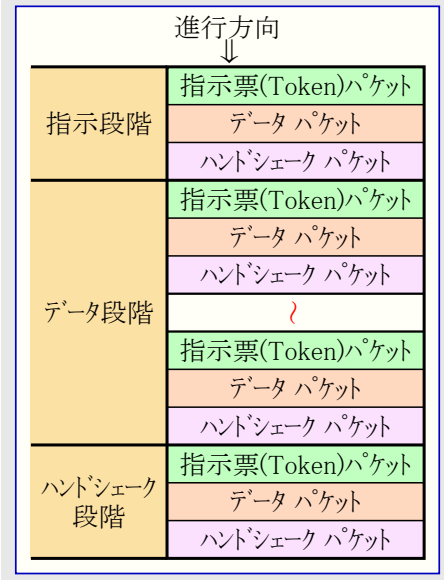 進行方向
⇓
指示段階
指示票(Token)パケット
データ パケット
ハンドシェーク パケット
データ段階
指示票(Token)パケット
データ パケット
ハンドシェーク パケット
~
指示票(Token)パケット
データ パケット
ハンドシェーク パケット
ハンドシェーク
段階
指示票(Token)パケット
データ パケット
ハンドシェーク パケット